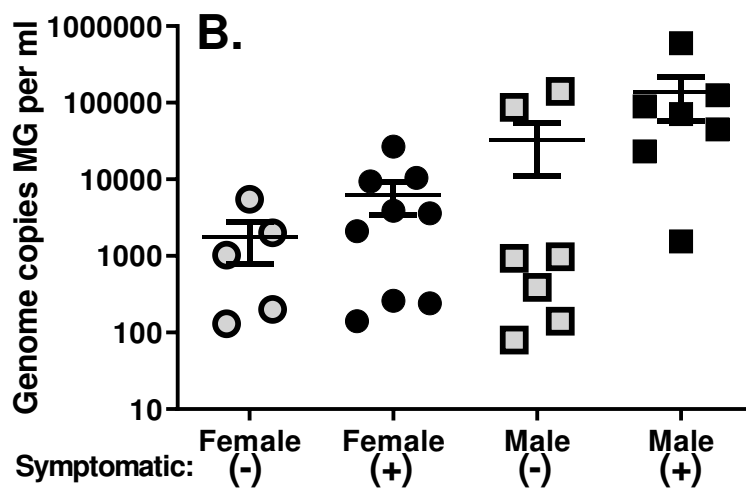 B.
Genome copies MG per ml
1000000
100000
10000
1000
100
10
Female Female Male Male
Symptomatic: (-) (+) (-) (+)